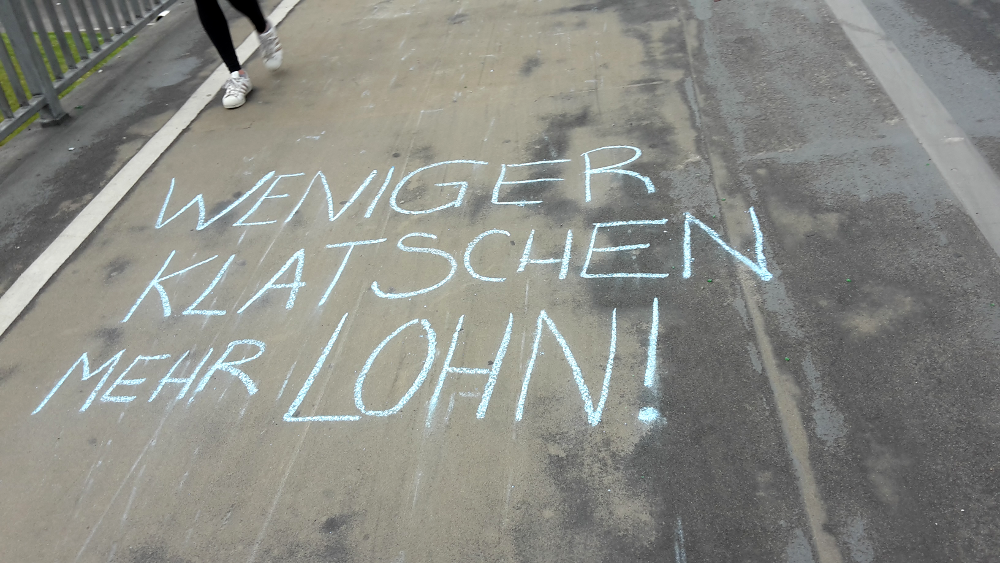 WENIGER
KLATSCHEN
MEHR LOHN!